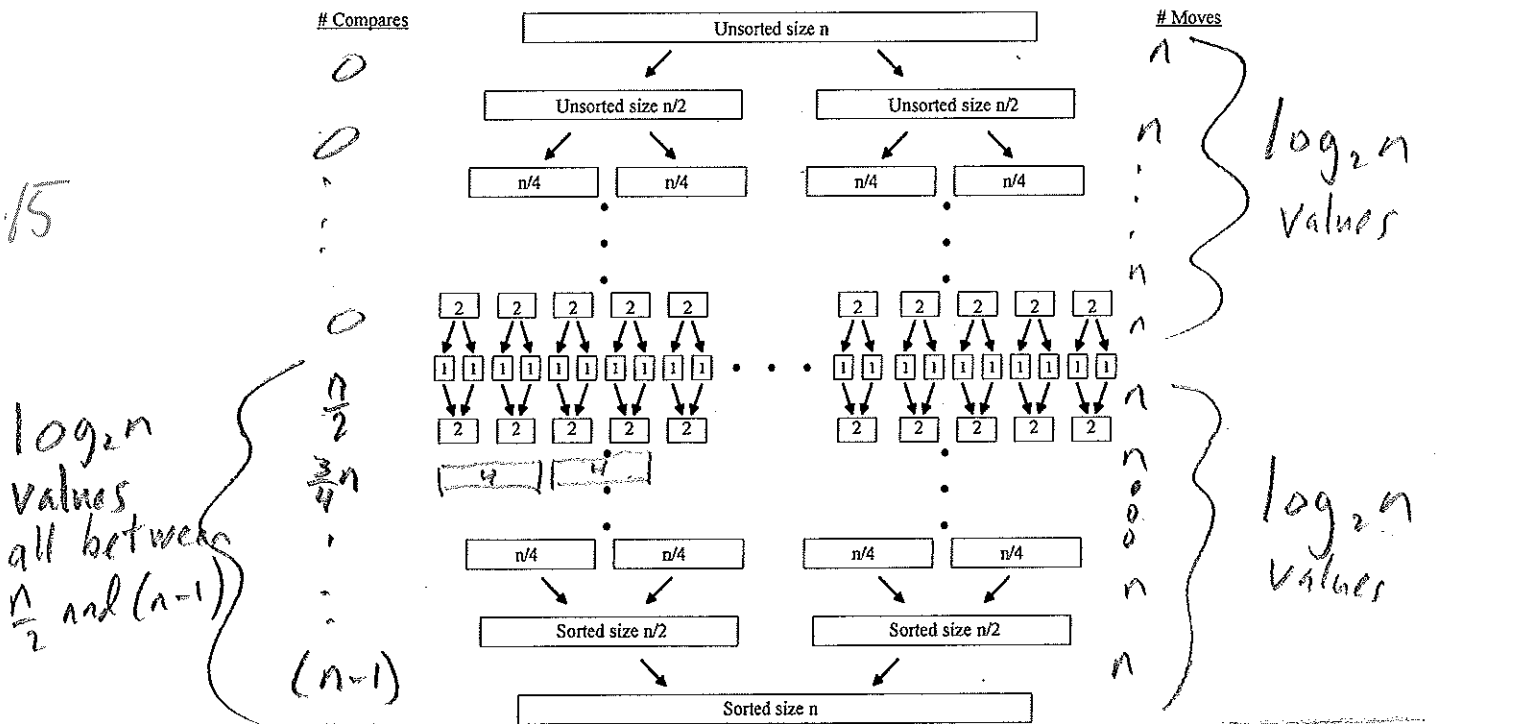 # Compares Unsorted size n # Moves
0 n
Unsorted size n/2 Unsorted size n/2
0 n log₂n
n/4 n/4 n/4 n/4
/5 values
n
2 2 2 2 2 2 2 2 2 2
0 n
1 1 1 1 1 1 1 1 1 1 1 1 1 1 1 1 1 1 1 1
n/2 n
log₂n 2 2 2 2 2 2 2 2 2 2
values 3/4 n 4 4 n
all between log₂n
n/4 n/4 n/4 n/4
n/2 and (n-1) n values
Sorted size n/2 Sorted size n/2
(n-1) n
Sorted size n